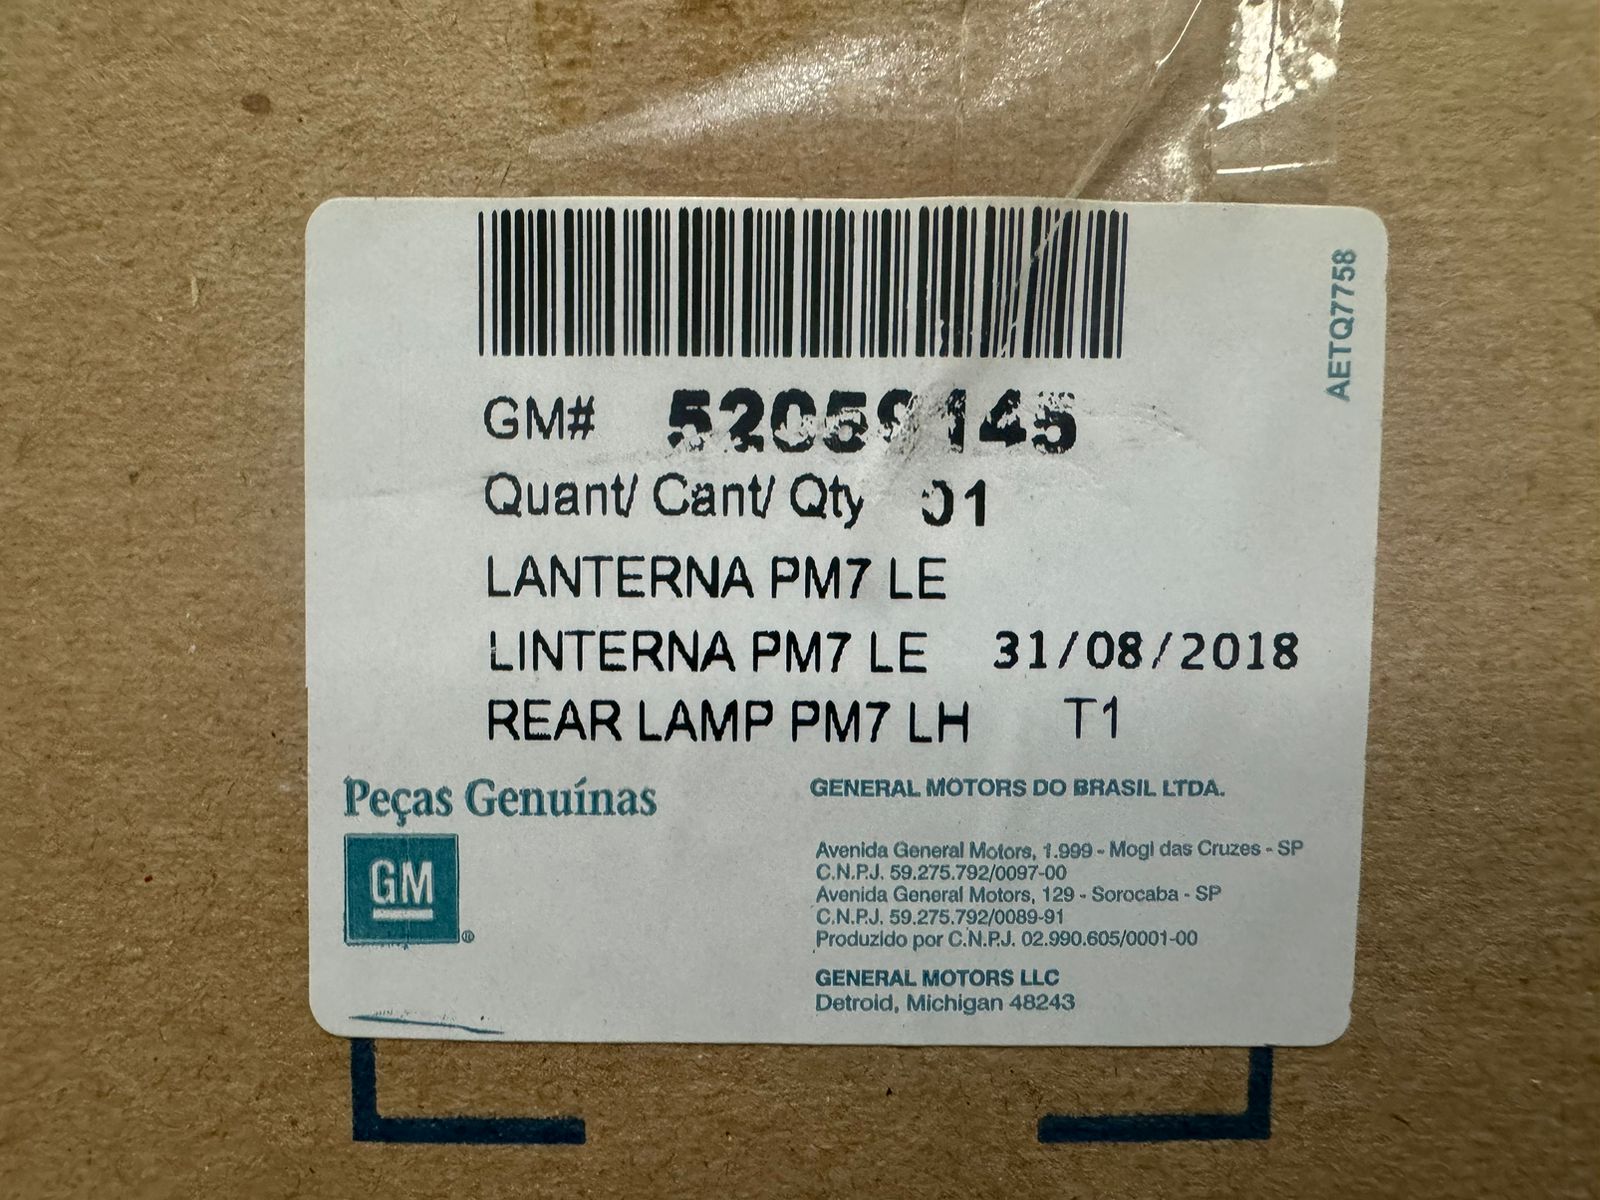 AETQ7758
GM# 52059145
Quant/ Cant/ Qty 01
LANTERNA PM7 LE
LINTERNA PM7 LE 31/08/2018
REAR LAMP PM7 LH T1
Peças Genuínas
GM®
GENERAL MOTORS DO BRASIL LTDA.
Avenida General Motors, 1.999 - Mogi das Cruzes - SP
C.N.P.J. 59.275.792/0097-00
Avenida General Motors, 129 - Sorocaba - SP
C.N.P.J. 59.275.792/0089-91
Produzido por C.N.P.J. 02.990.605/0001-00
GENERAL MOTORS LLC
Detroid, Michigan 48243